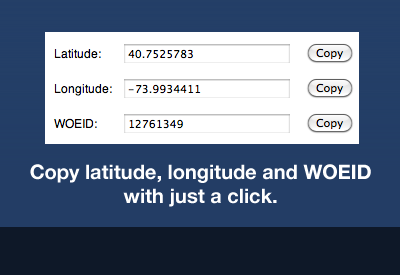 Latitude: 40.7525783 Copy
Longitude: -73.9934411 Copy
WOEID: 12761349 Copy
Copy latitude, longitude and WOEID
with just a click.